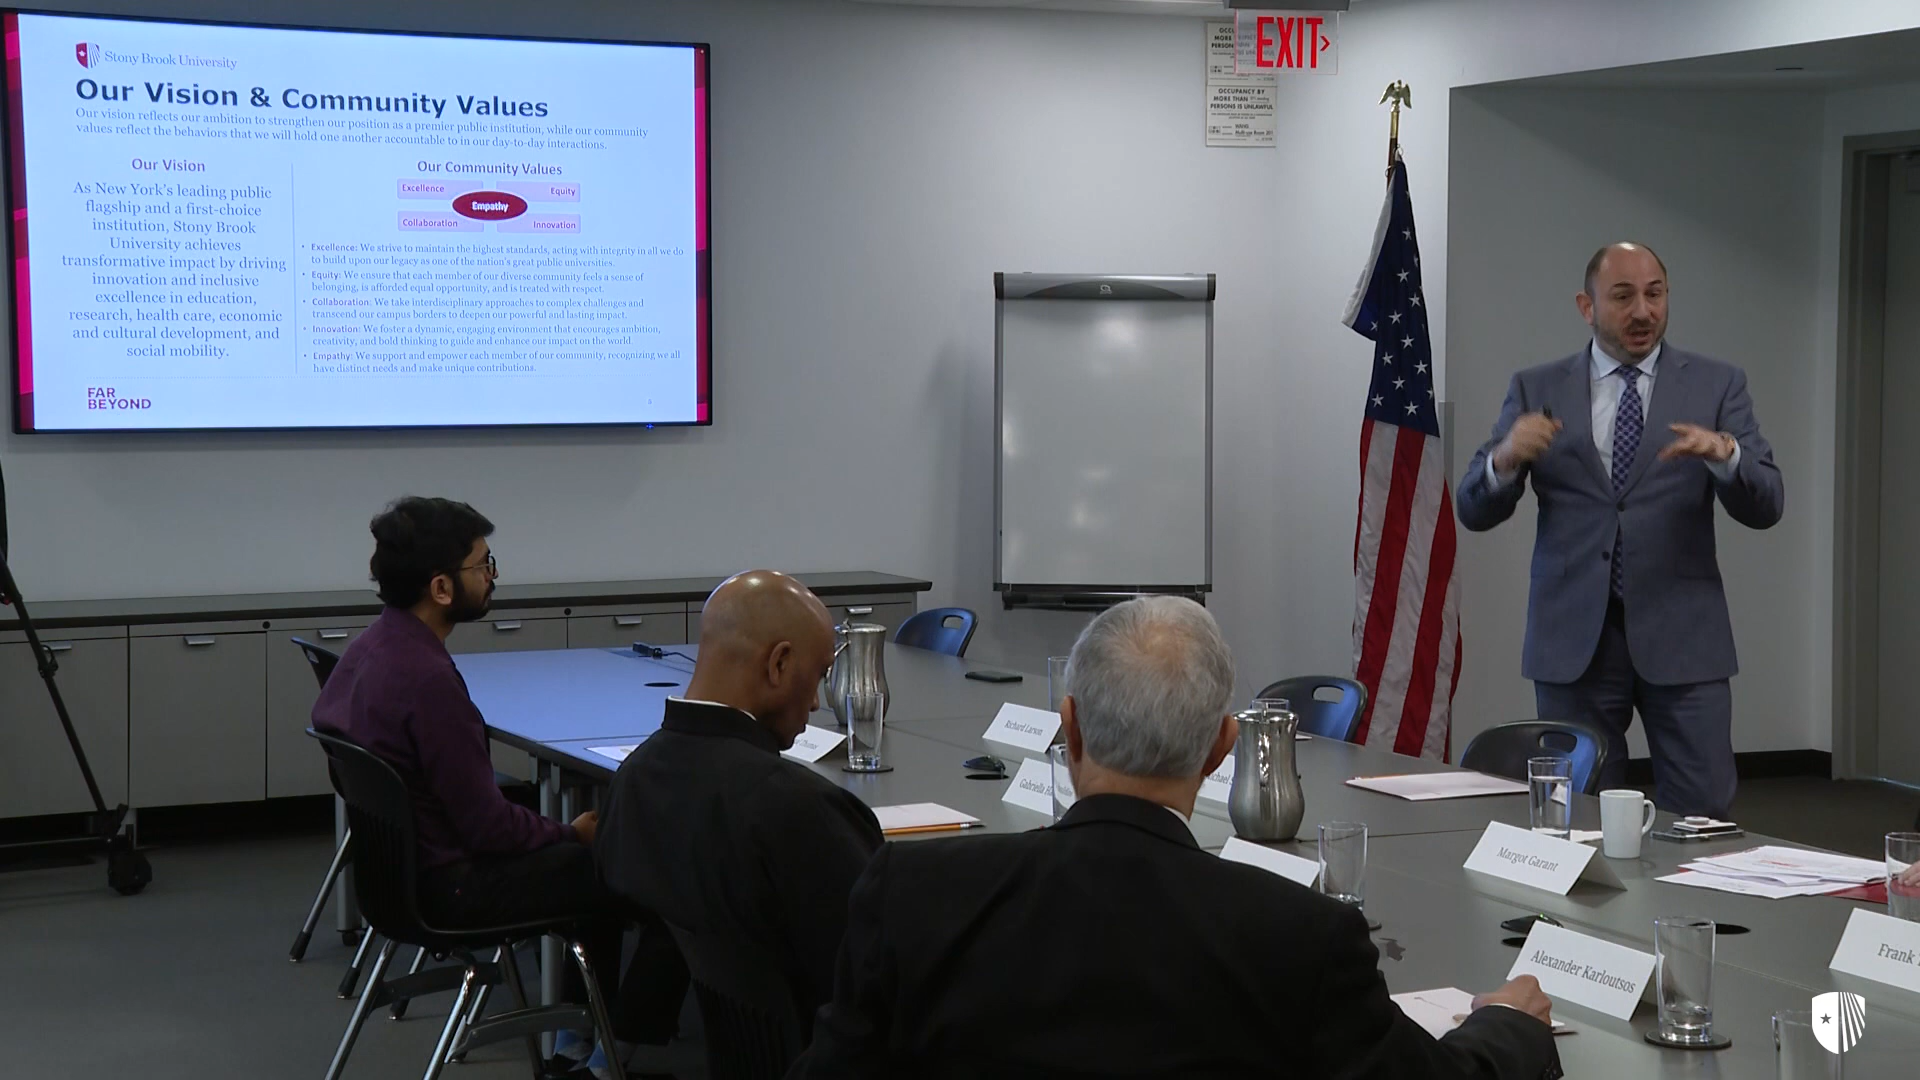 Stony Brook University
Our Vision & Community Values
Our vision reflects our ambition to strengthen our position as a premier public institution, while our community
values reflect the behaviors that we will hold one another accountable to in our day-to-day interactions.
Our Vision
As New York's leading public
flagship and a first-choice
institution, Stony Brook
University achieves
transformative impact by driving
innovation and inclusive
excellence in education,
research, health care, economic
and cultural development, and
social mobility.
Our Community Values
Excellence
Equity
Empathy
Collaboration
Innovation
• Excellence: We strive to maintain the highest standards, acting with integrity in all we do
to build upon our legacy as one of the nation's great public universities.
• Equity: We ensure that each member of our diverse community feels a sense of
belonging, is afforded equal opportunity, and is treated with respect.
• Collaboration: We take interdisciplinary approaches to complex challenges and
transcend our campus borders to deepen our powerful and lasting impact.
• Innovation: We foster a dynamic, engaging environment that encourages ambition,
creativity, and bold thinking to guide and enhance our impact on the world.
• Empathy: We support and empower each member of our community, recognizing we all
have distinct needs and make unique contributions.
FAR
BEYOND
EXIT
OCCUPANCY BY
MORE THAN
PERSONS IS UNLAWFUL
Richard Larson
Gabriella
Margot Garant
Alexander Karloutsos
Frank